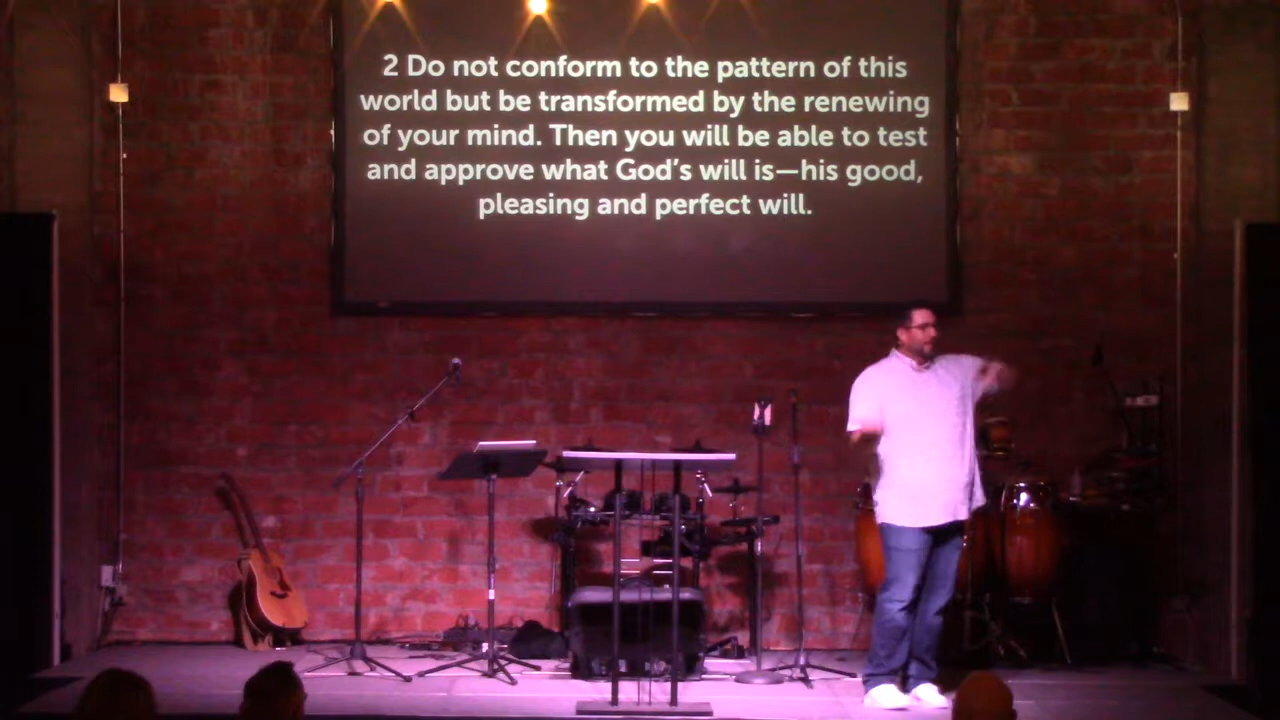 2 Do not conform to the pattern of this
world but be transformed by the renewing
of your mind. Then you will be able to test
and approve what God's will is—his good,
pleasing and perfect will.